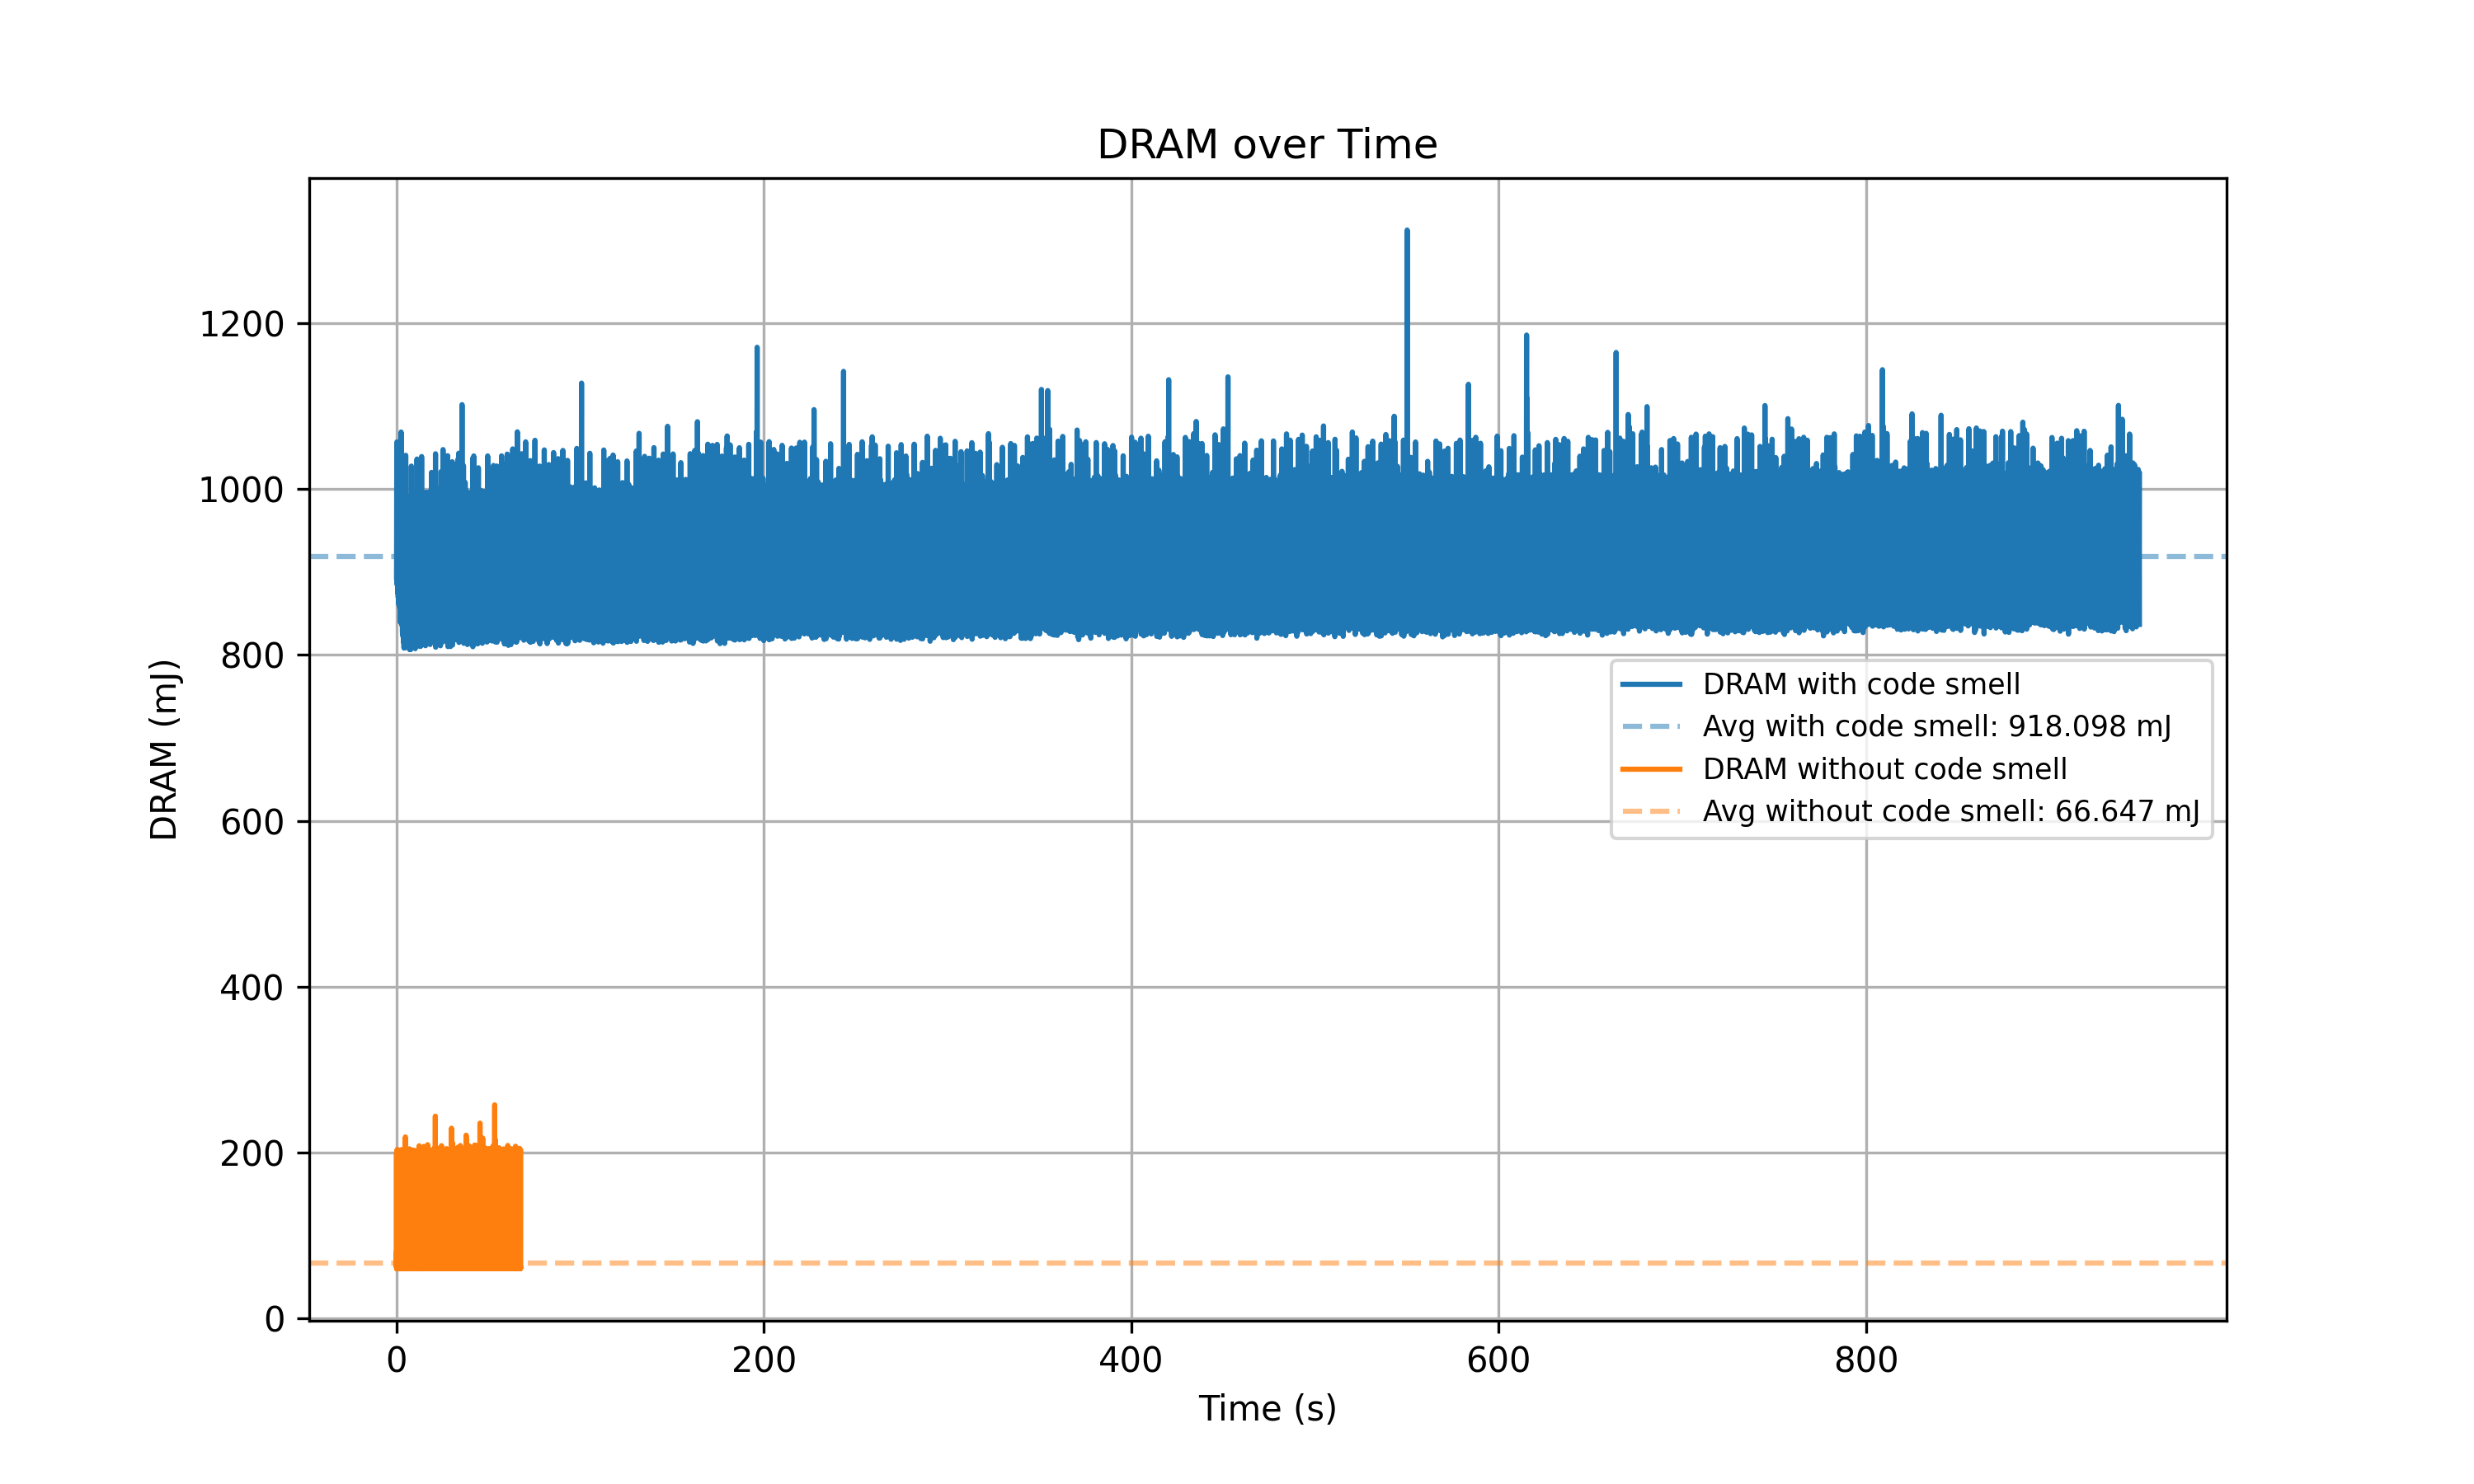 DRAM over Time
DRAM (mJ)
1200
1000
800
600
400
200
0
DRAM with code smell
Avg with code smell: 918.098 mJ
DRAM without code smell
Avg without code smell: 66.647 mJ
0 200 400 600 800
Time (s)